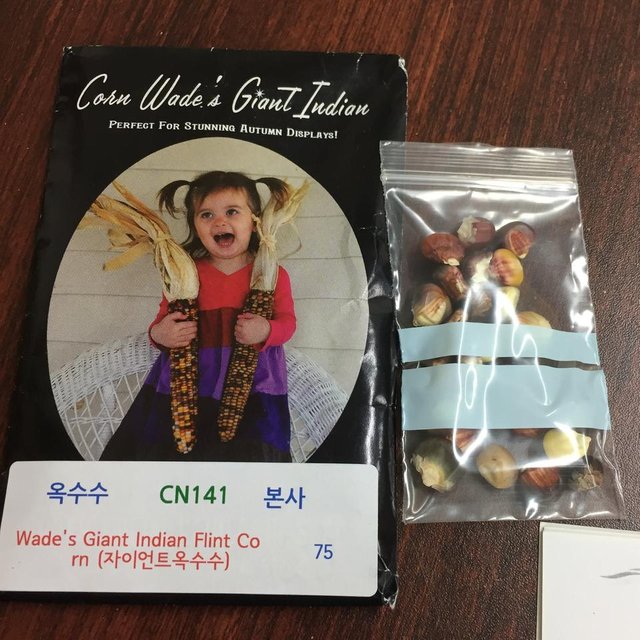 Corn Wade's Giant Indian
Perfect For Stunning Autumn Displays!
옥수수 CN141 본사
Wade's Giant Indian Flint Co
rn (자이언트옥수수) 75